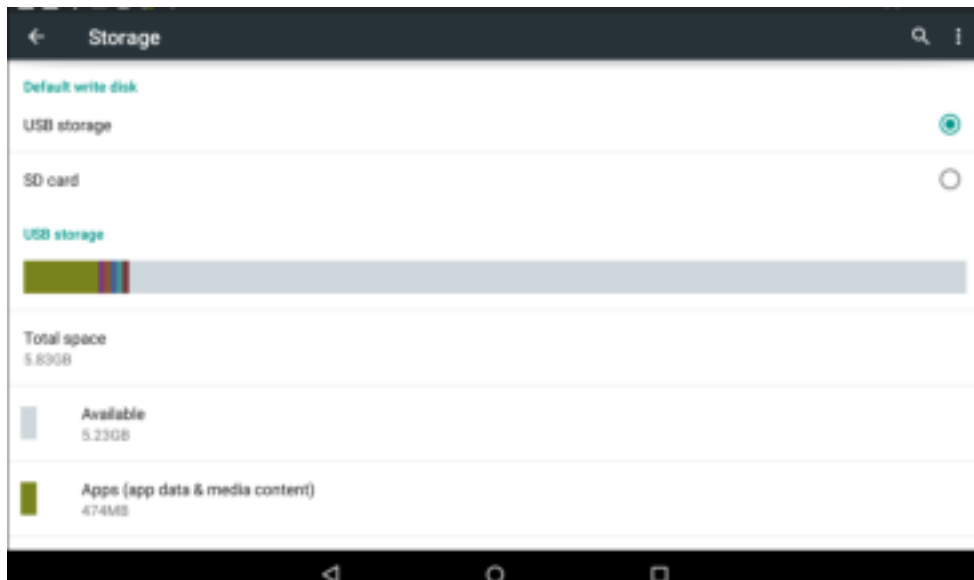 Storage
Default write disk
USB storage
SD card
USB storage
Total space
5.83GB
Available
5.23GB
Apps (app data & media content)
474MB